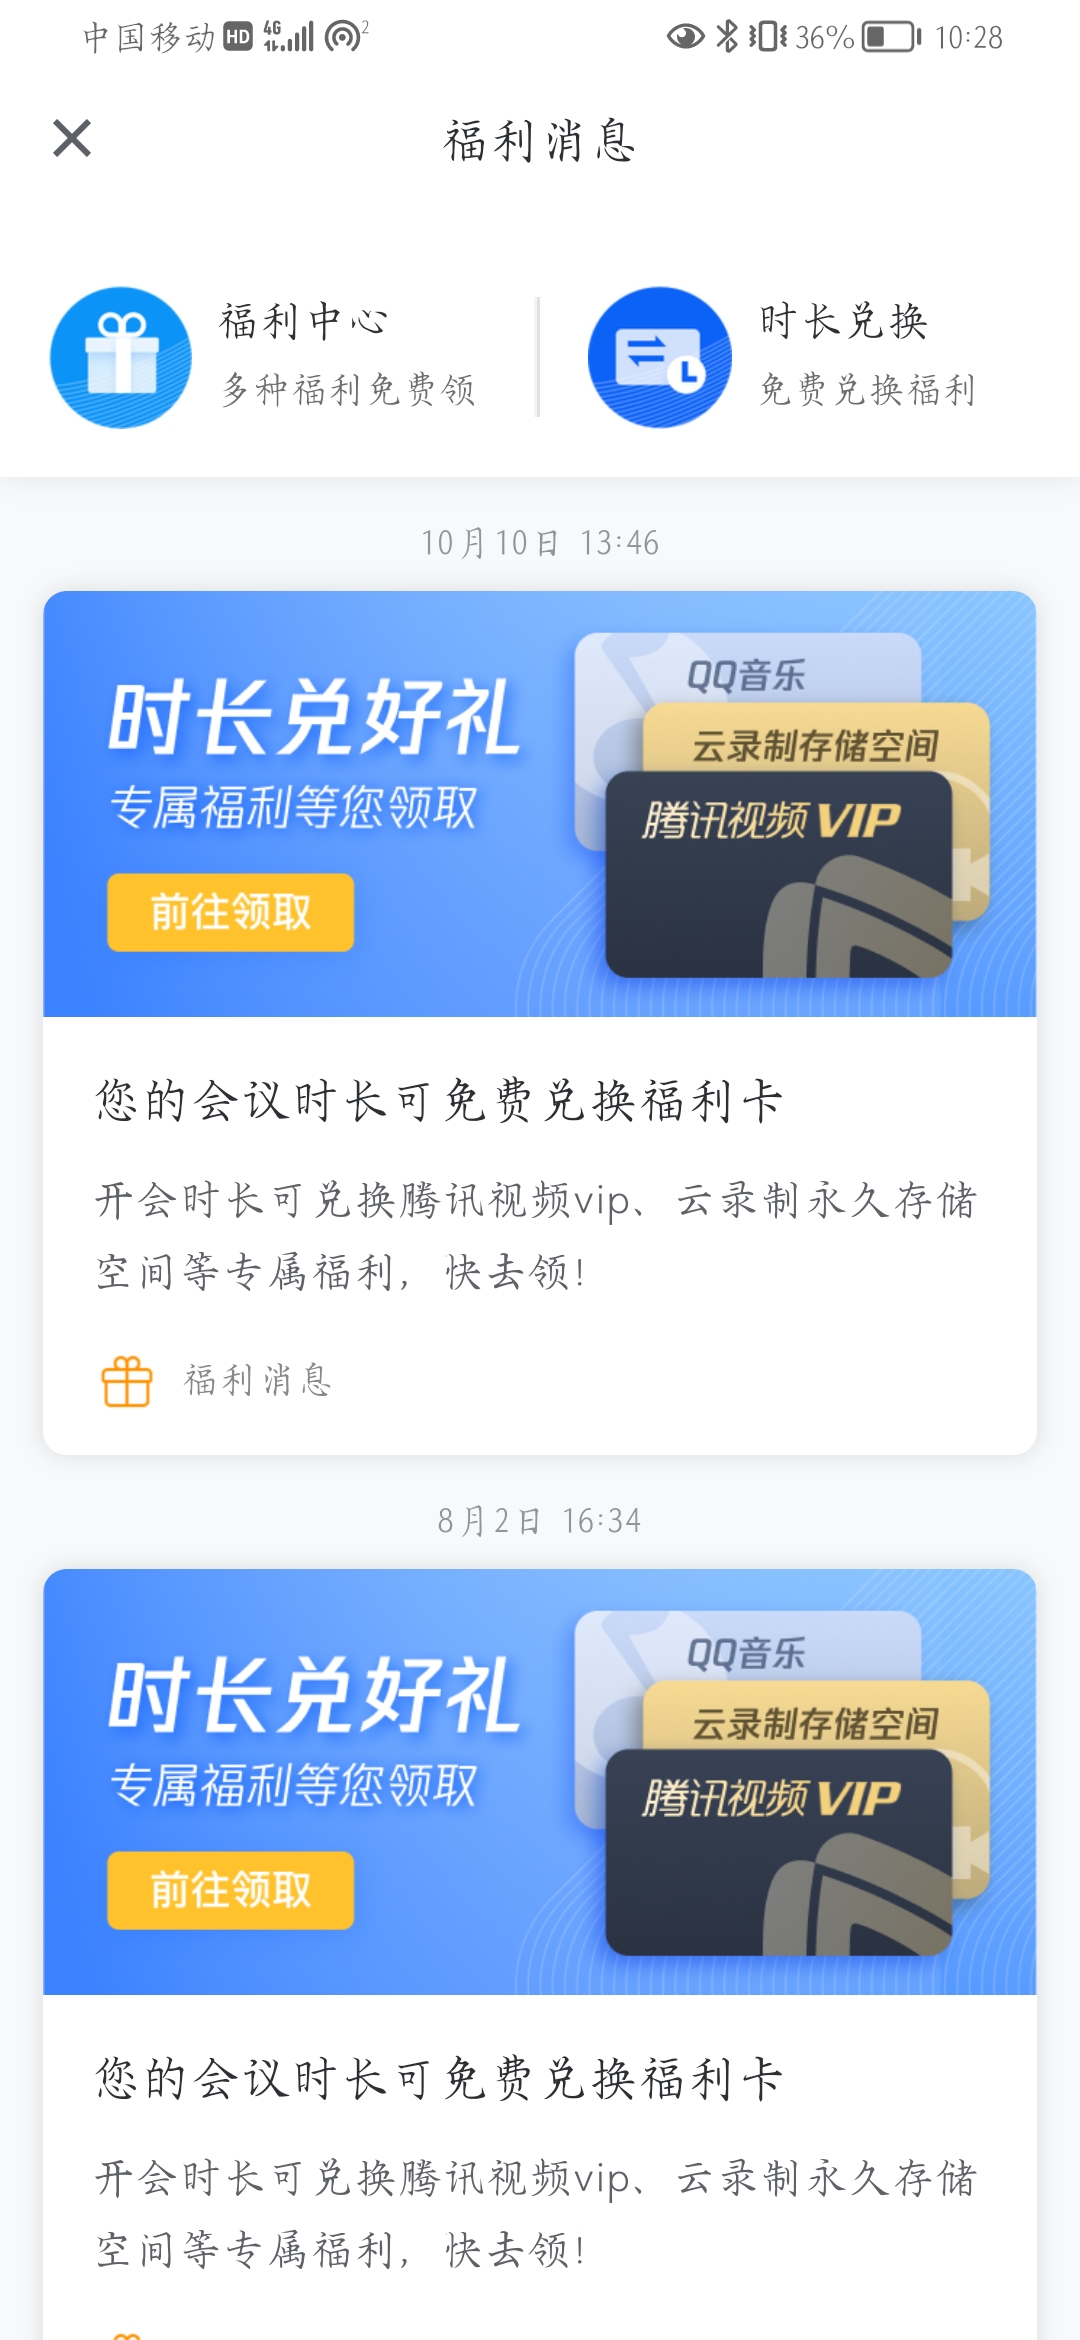 中国移动 HD 4G 2 36% 10:28
福利消息
福利中心
多种福利免费领
时长兑换
免费兑换福利
10月10日 13:46
时长兑好礼
专属福利等您领取
前往领取
QQ音乐
云录制存储空间
腾讯视频VIP
您的会议时长可免费兑换福利卡
开会时长可兑换腾讯视频vip、云录制永久存储
空间等专属福利，快去领!
福利消息
8月2日 16:34
时长兑好礼
专属福利等您领取
前往领取
QQ音乐
云录制存储空间
腾讯视频VIP
您的会议时长可免费兑换福利卡
开会时长可兑换腾讯视频vip、云录制永久存储
空间等专属福利，快去领!